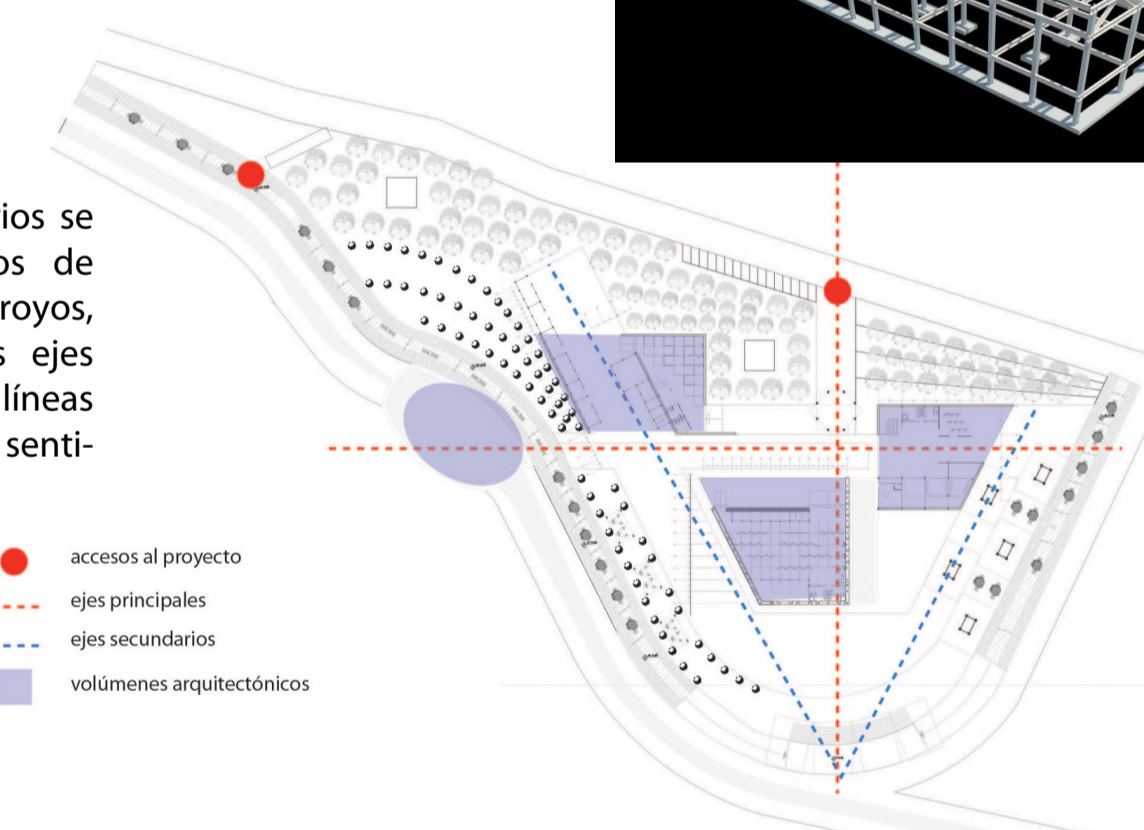 ios se
os de
royos,
s ejes
líneas
senti-
accesos al proyecto
ejes principales
ejes secundarios
volúmenes arquitectónicos